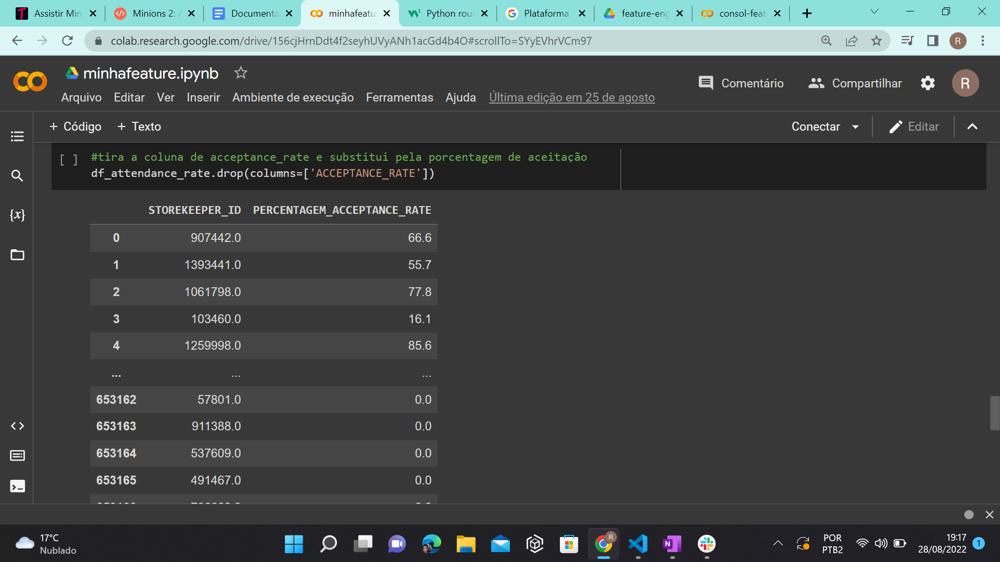 Assistir Min
Minions 2: A
Documenta
minhafeatu
Python rou
Plataforma
feature-eng
consol-feat
colab.research.google.com/drive/156cjHrnDdt4f2seyhUVyANh1acGd4b4O#scrollTo=SYyEVhrVCm97
R
minhafeature.ipynb
Comentário
Compartilhar
R
Arquivo Editar Ver Inserir Ambiente de execução Ferramentas Ajuda Última edição em 25 de agosto
+ Código + Texto
Conectar
Editar
[ ] #tira a coluna de acceptance_rate e substitui pela porcentagem de aceitação
df_attendance_rate.drop(columns=['ACCEPTANCE_RATE'])
{x}
STOREKEEPER_ID PERCENTAGEM_ACCEPTANCE_RATE
0 907442.0 66.6
1 1393441.0 55.7
2 1061798.0 77.8
3 103460.0 16.1
4 1259998.0 85.6
... ... ...
653162 57801.0 0.0
653163 911388.0 0.0
653164 537609.0 0.0
653165 491467.0 0.0
17°C
Nublado
R
N
POR
PTB2
19:17
28/08/2022
1